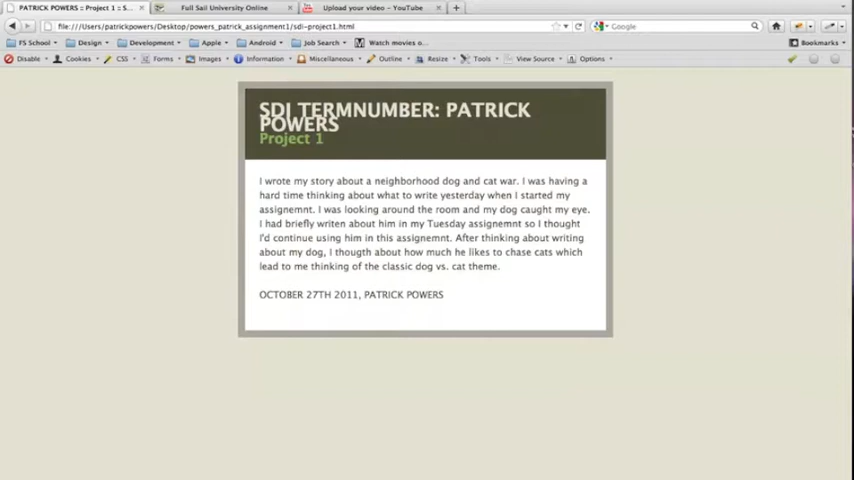 PATRICK POWERS :: Project 1 :: S...
Full Sail University Online
Upload your video - YouTube
file:///Users/patrickpowers/Desktop/powers_patrick_assignment1/sdi-project1.html
Google
FS School
Design
Development
Apple
Android
Job Search
Watch movies o...
Bookmarks
Disable
Cookies
CSS
Forms
Images
Information
Miscellaneous
Outline
Resize
Tools
View Source
Options
SDI TERMNUMBER: PATRICK
POWERS
Project 1
I wrote my story about a neighborhood dog and cat war. I was having a
hard time thinking about what to write yesterday when I started my
assignemnt. I was looking around the room and my dog caught my eye.
I had briefly writen about him in my Tuesday assignemnt so I thought
I'd continue using him in this assignemnt. After thinking about writing
about my dog, I thougth about how much he likes to chase cats which
lead to me thinking of the classic dog vs. cat theme.
OCTOBER 27TH 2011, PATRICK POWERS